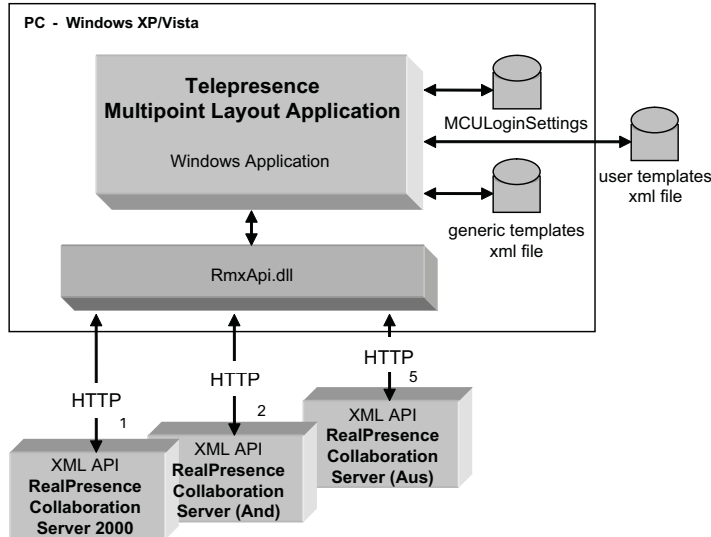 PC - Windows XP/Vista
Telepresence
Multipoint Layout Application
Windows Application
MCULoginSettings
user templates
xml file
generic templates
xml file
RmxApi.dll
HTTP
1
HTTP
2
HTTP
5
XML API
RealPresence
Collaboration
Server 2000
XML API
RealPresence
Collaboration
Server (And)
XML API
RealPresence
Collaboration
Server (Aus)